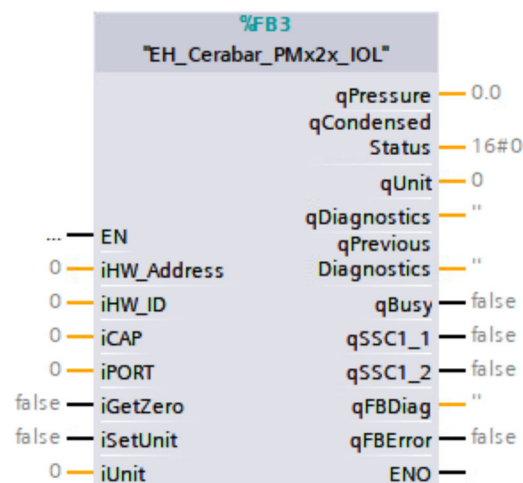 %FB3
"EH_Cerabar_PMx2x_IOL"
qPressure 0.0
qCondensed
Status 16#0
qUnit 0
qDiagnostics ''
qPrevious
... EN
Diagnostics ''
0 iHW_Address
0 iHW_ID qBusy false
0 iCAP qSSC1_1 false
0 iPORT qSSC1_2 false
false iGetZero qFBDiag ''
false iSetUnit qFBError false
0 iUnit ENO